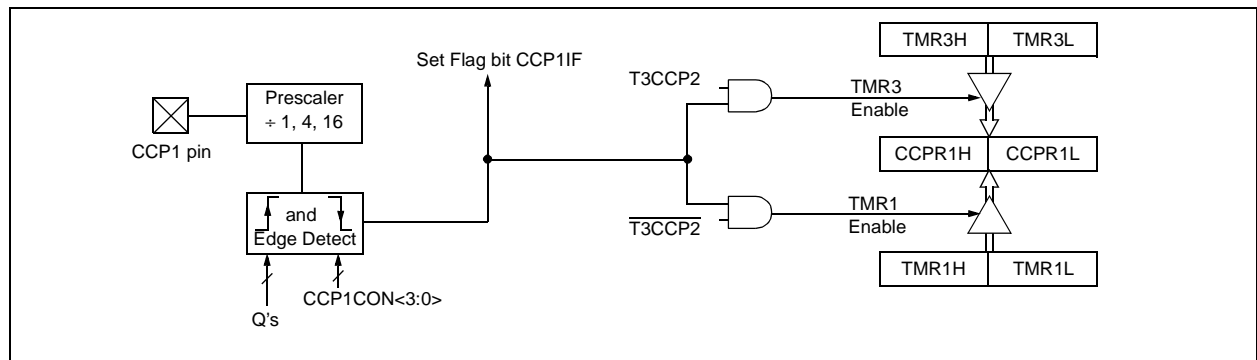 TMR3H TMR3L
Set Flag bit CCP1IF
T3CCP2
TMR3
Enable
Prescaler
÷ 1, 4, 16
CCP1 pin
CCPR1H CCPR1L
and
Edge Detect
T3CCP2
TMR1
Enable
TMR1H TMR1L
CCP1CON<3:0>
Q's